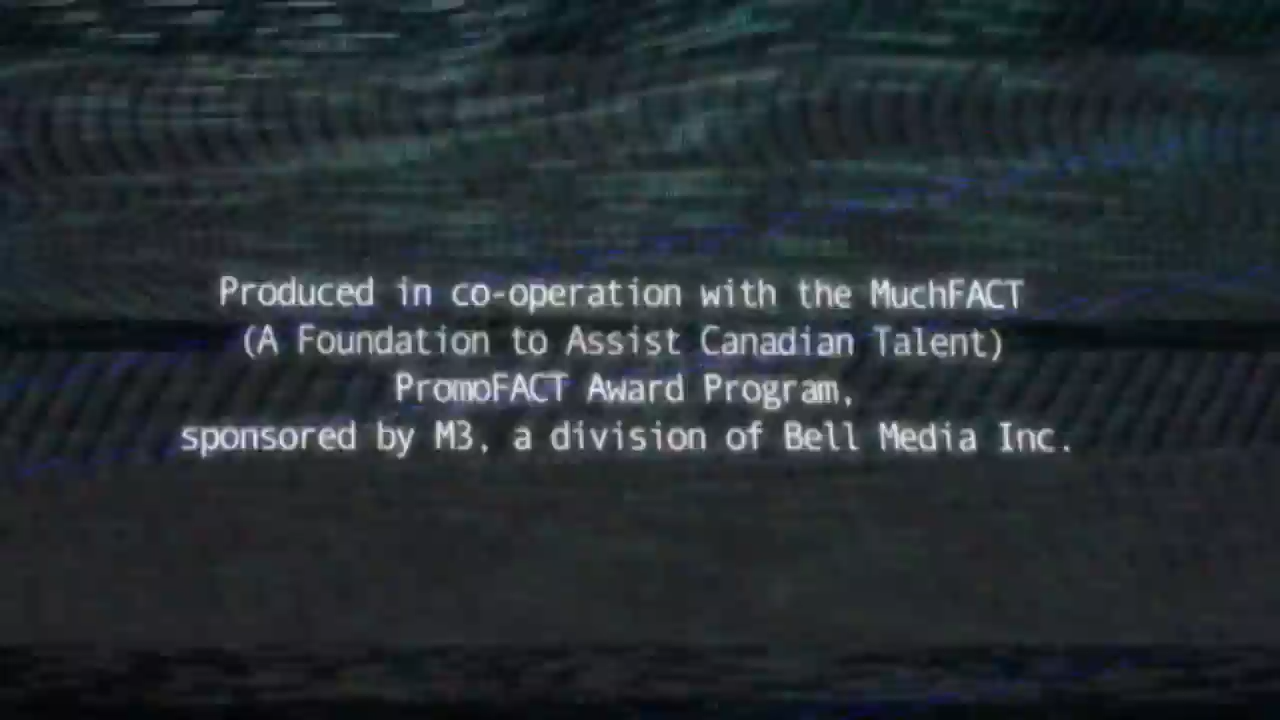 Produced in co-operation with the MuchFACT
(A Foundation to Assist Canadian Talent)
PromoFACT Award Program,
sponsored by M3, a division of Bell Media Inc.